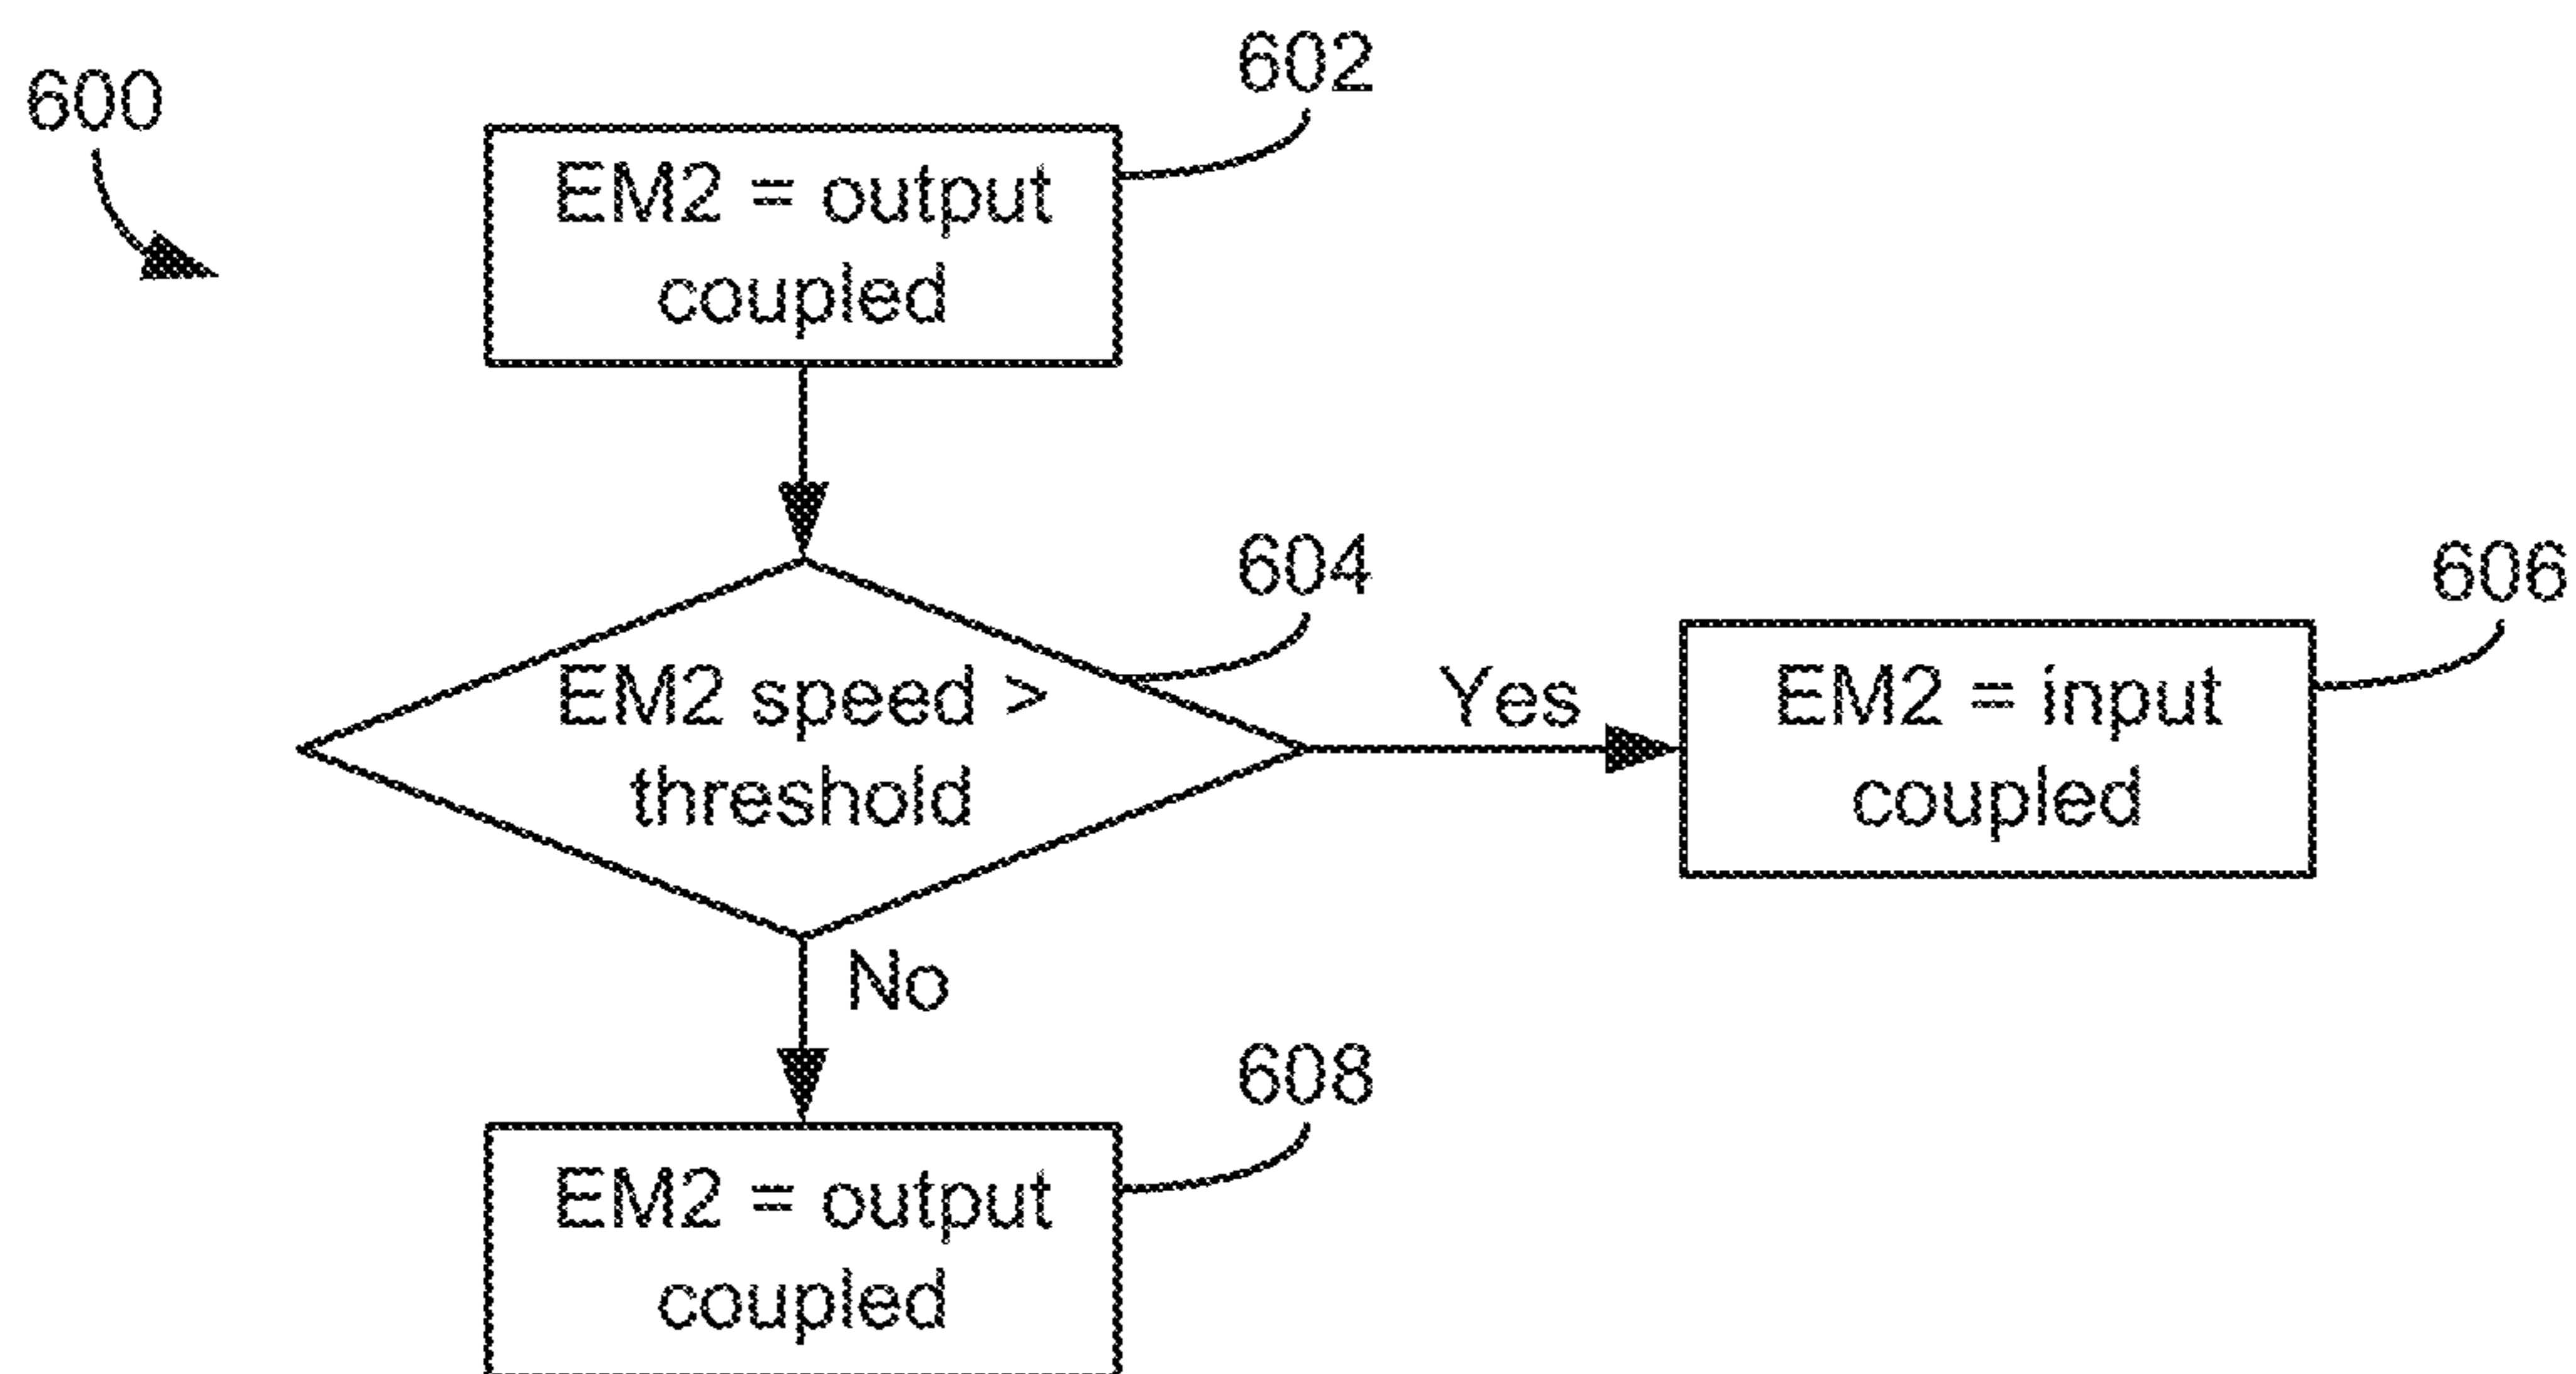 600
602
EM2 = output
coupled
604
EM2 speed >
threshold
Yes
606
EM2 = input
coupled
No
608
EM2 = output
coupled